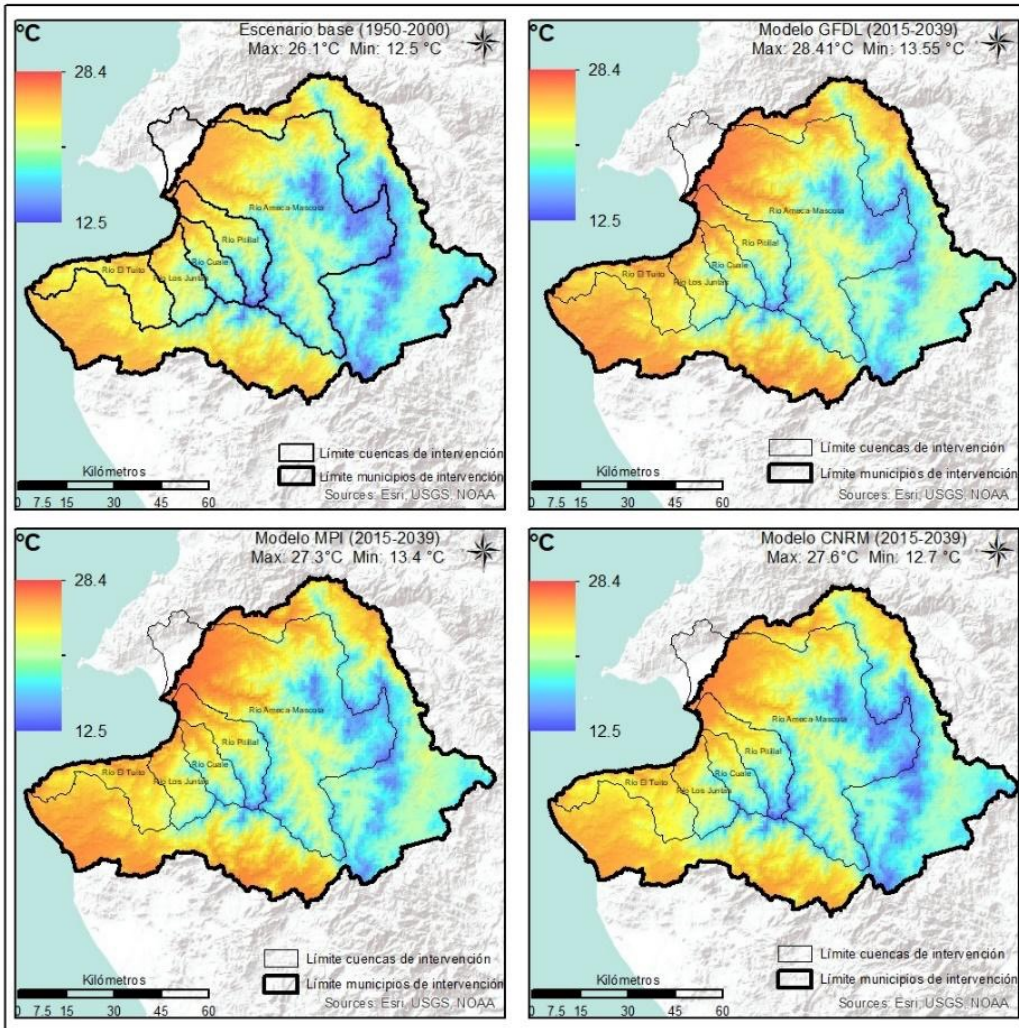 °C
Escenario base (1950-2000)
Max: 26.1°C Min: 12.5 °C
28.4
12.5
Río Ameca-Mascota
Río Pitillal
Río Cuale
Río El Tuito
Río Los Juntas
Límite cuencas de intervención
Límite municipios de intervención
Kilómetros
0 7.5 15 30 45 60
Sources: Esri, USGS, NOAA
°C
Modelo GFDL (2015-2039)
Max: 28.41°C Min: 13.55 °C
28.4
12.5
Río Ameca-Mascota
Río Pitillal
Río Cuale
Río El Tuito
Río Los Juntas
Límite cuencas de intervención
Límite municipios de intervención
Kilómetros
0 7.5 15 30 45 60
Sources: Esri, USGS, NOAA
°C
Modelo MPI (2015-2039)
Max: 27.3°C Min: 13.4 °C
28.4
12.5
Río Ameca-Mascota
Río Pitillal
Río Cuale
Río El Tuito
Río Los Juntas
Límite cuencas de intervención
Límite municipios de intervención
Kilómetros
0 7.5 15 30 45 60
Sources: Esri, USGS, NOAA
°C
Modelo CNRM (2015-2039)
Max: 27.6°C Min: 12.7 °C
28.4
12.5
Río Ameca-Mascota
Río Pitillal
Río Cuale
Río El Tuito
Río Los Juntas
Límite cuencas de intervención
Límite municipios de intervención
Kilómetros
0 7.5 15 30 45 60
Sources: Esri, USGS, NOAA